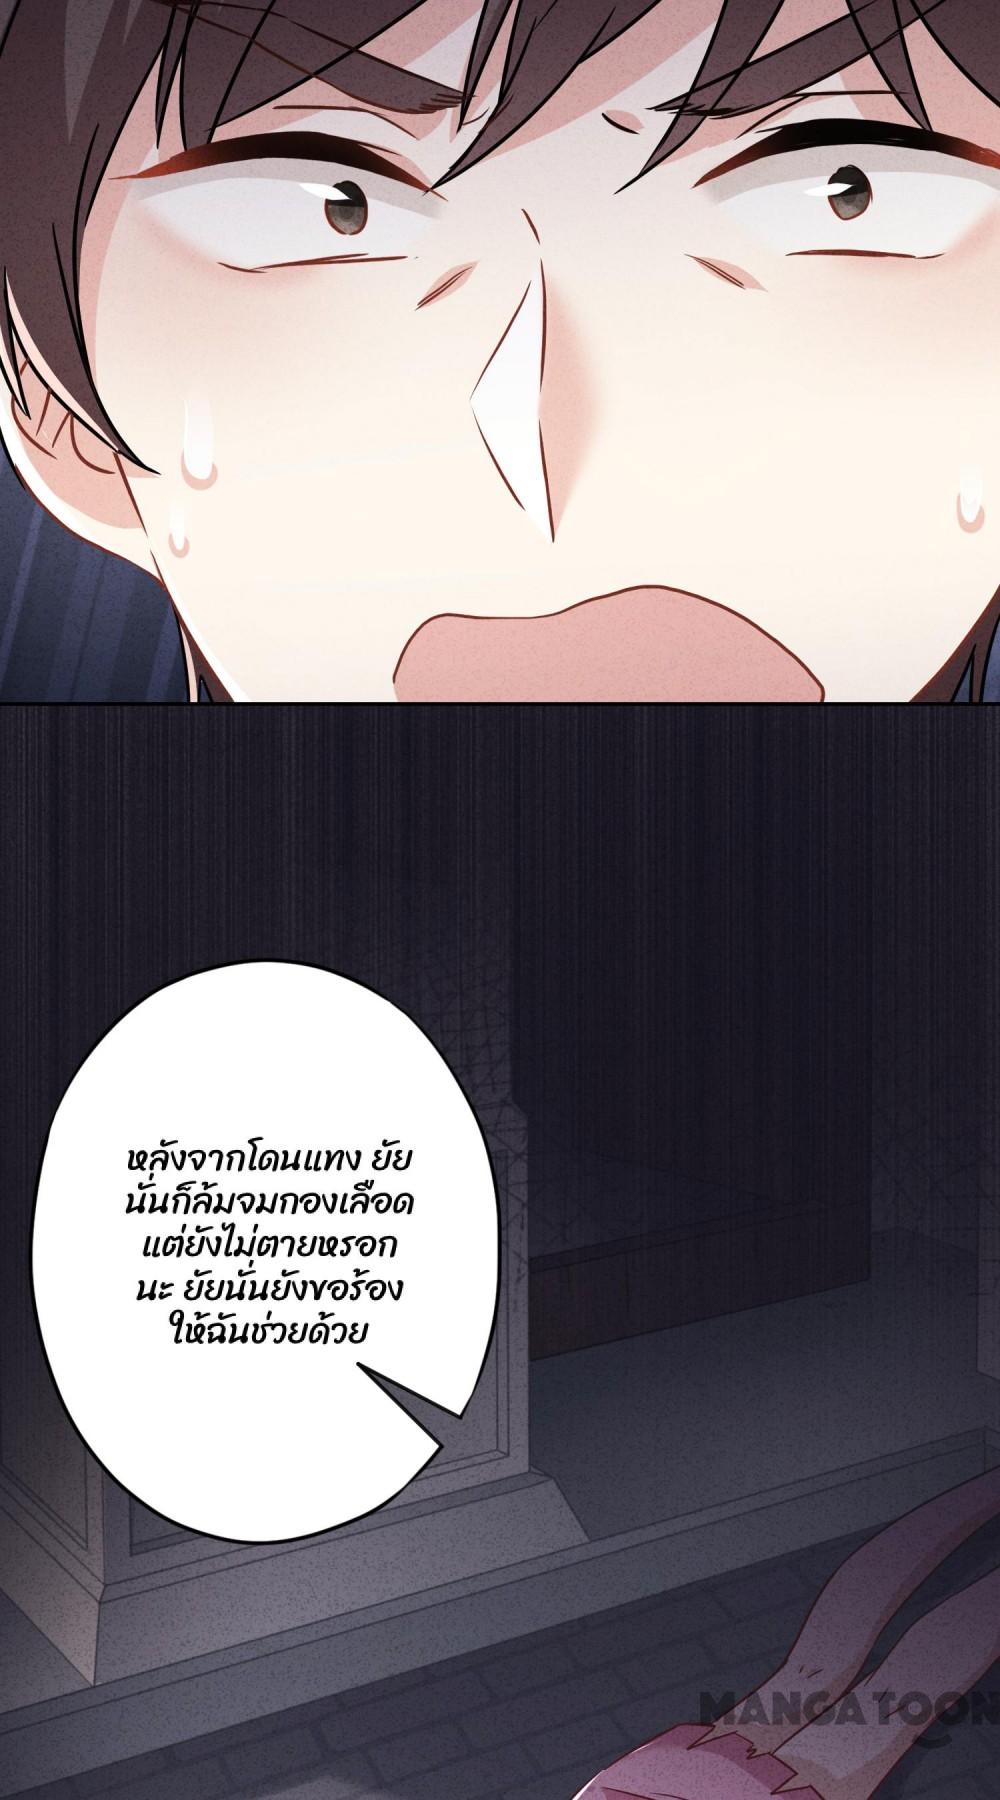 หลังจากโดนแทง ยัย
นั่นก็ล้มจมกองเลือด
แต่ยังไม่ตายหรอก
นะ ยัยนั่นยังขอร้อง
ให้ฉันช่วยด้วย
MANGA TOON